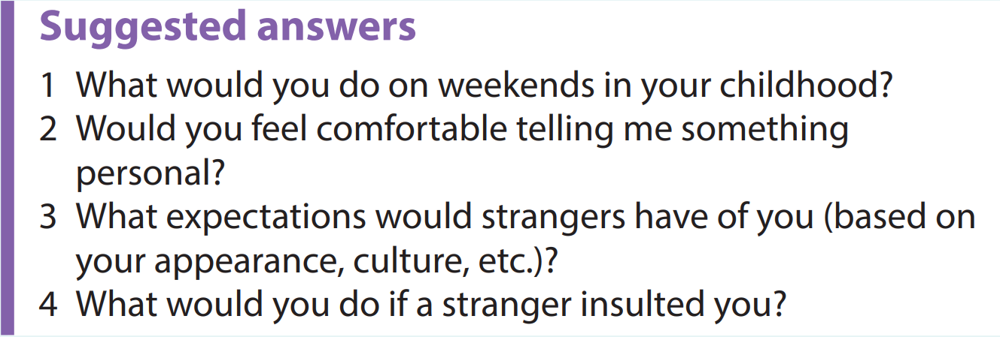 Suggested answers
1 What would you do on weekends in your childhood?
2 Would you feel comfortable telling me something
personal?
3 What expectations would strangers have of you (based on
your appearance, culture, etc.)?
4 What would you do if a stranger insulted you?